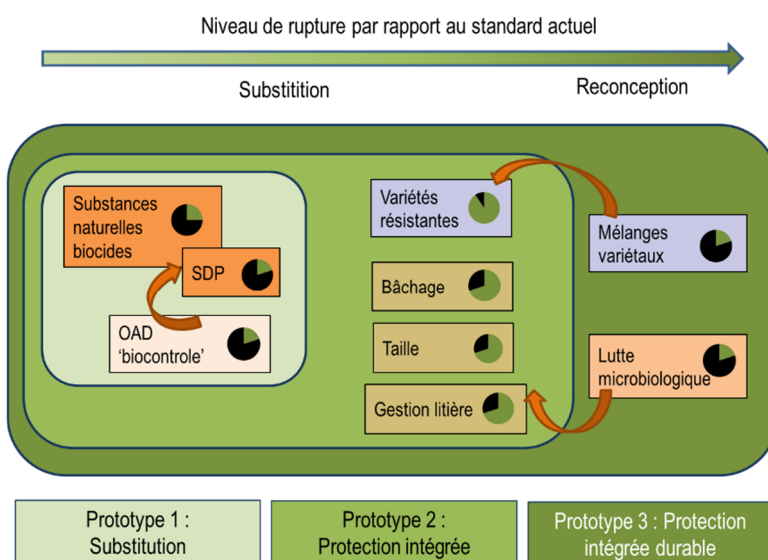 Niveau de rupture par rapport au standard actuel
Substitition
Reconception
Substances
naturelles
biocides
SDP
OAD
‘biocontrole’
Variétés
résistantes
Bâchage
Taille
Gestion litière
Mélanges
variétaux
Lutte
microbiologique
Prototype 1 :
Substitution
Prototype 2 :
Protection intégrée
Prototype 3 : Protection
intégrée durable